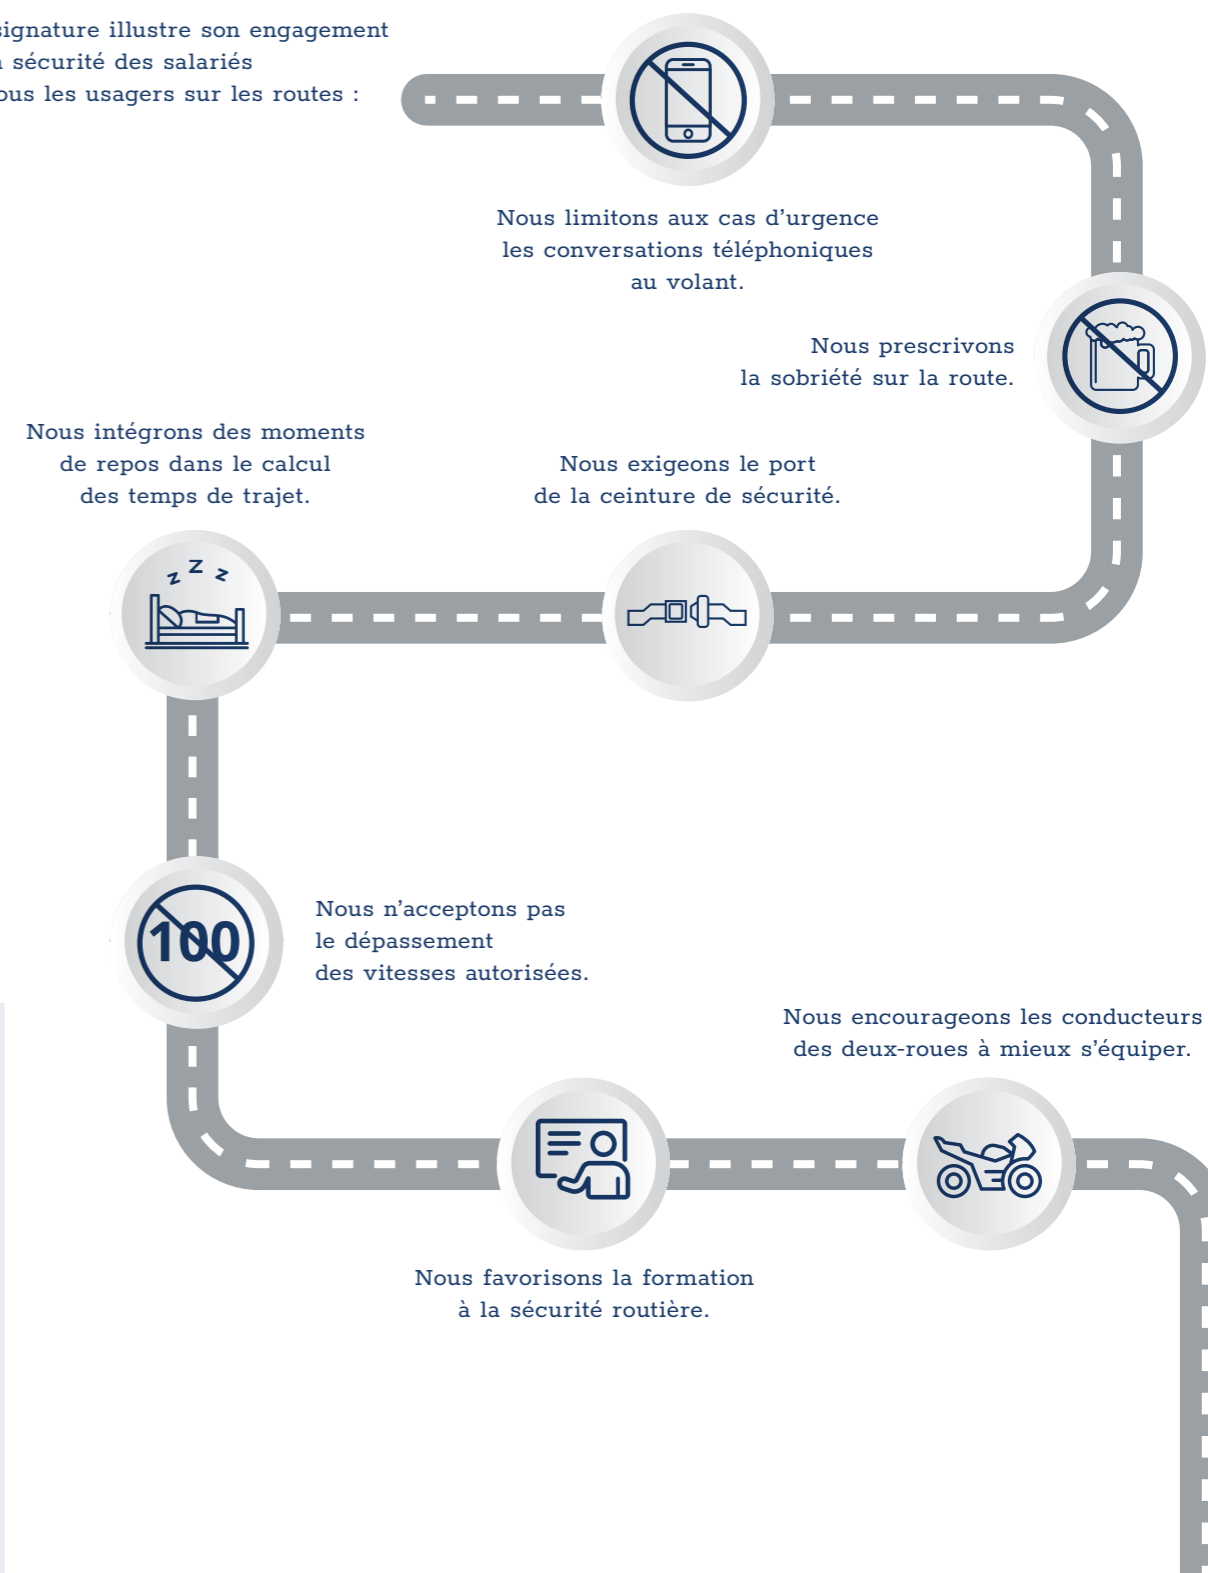 signature illustre son engagement
sécurité des salariés
les usagers sur les routes :
Nous limitons aux cas d’urgence
les conversations téléphoniques
au volant.
Nous prescrivons
la sobriété sur la route.
Nous exigeons le port
de la ceinture de sécurité.
Nous intégrons des moments
de repos dans le calcul
des temps de trajet.
z z z
100
Nous n’acceptons pas
le dépassement
des vitesses autorisées.
Nous favorisons la formation
à la sécurité routière.
Nous encourageons les conducteurs
des deux-roues à mieux s’équiper.